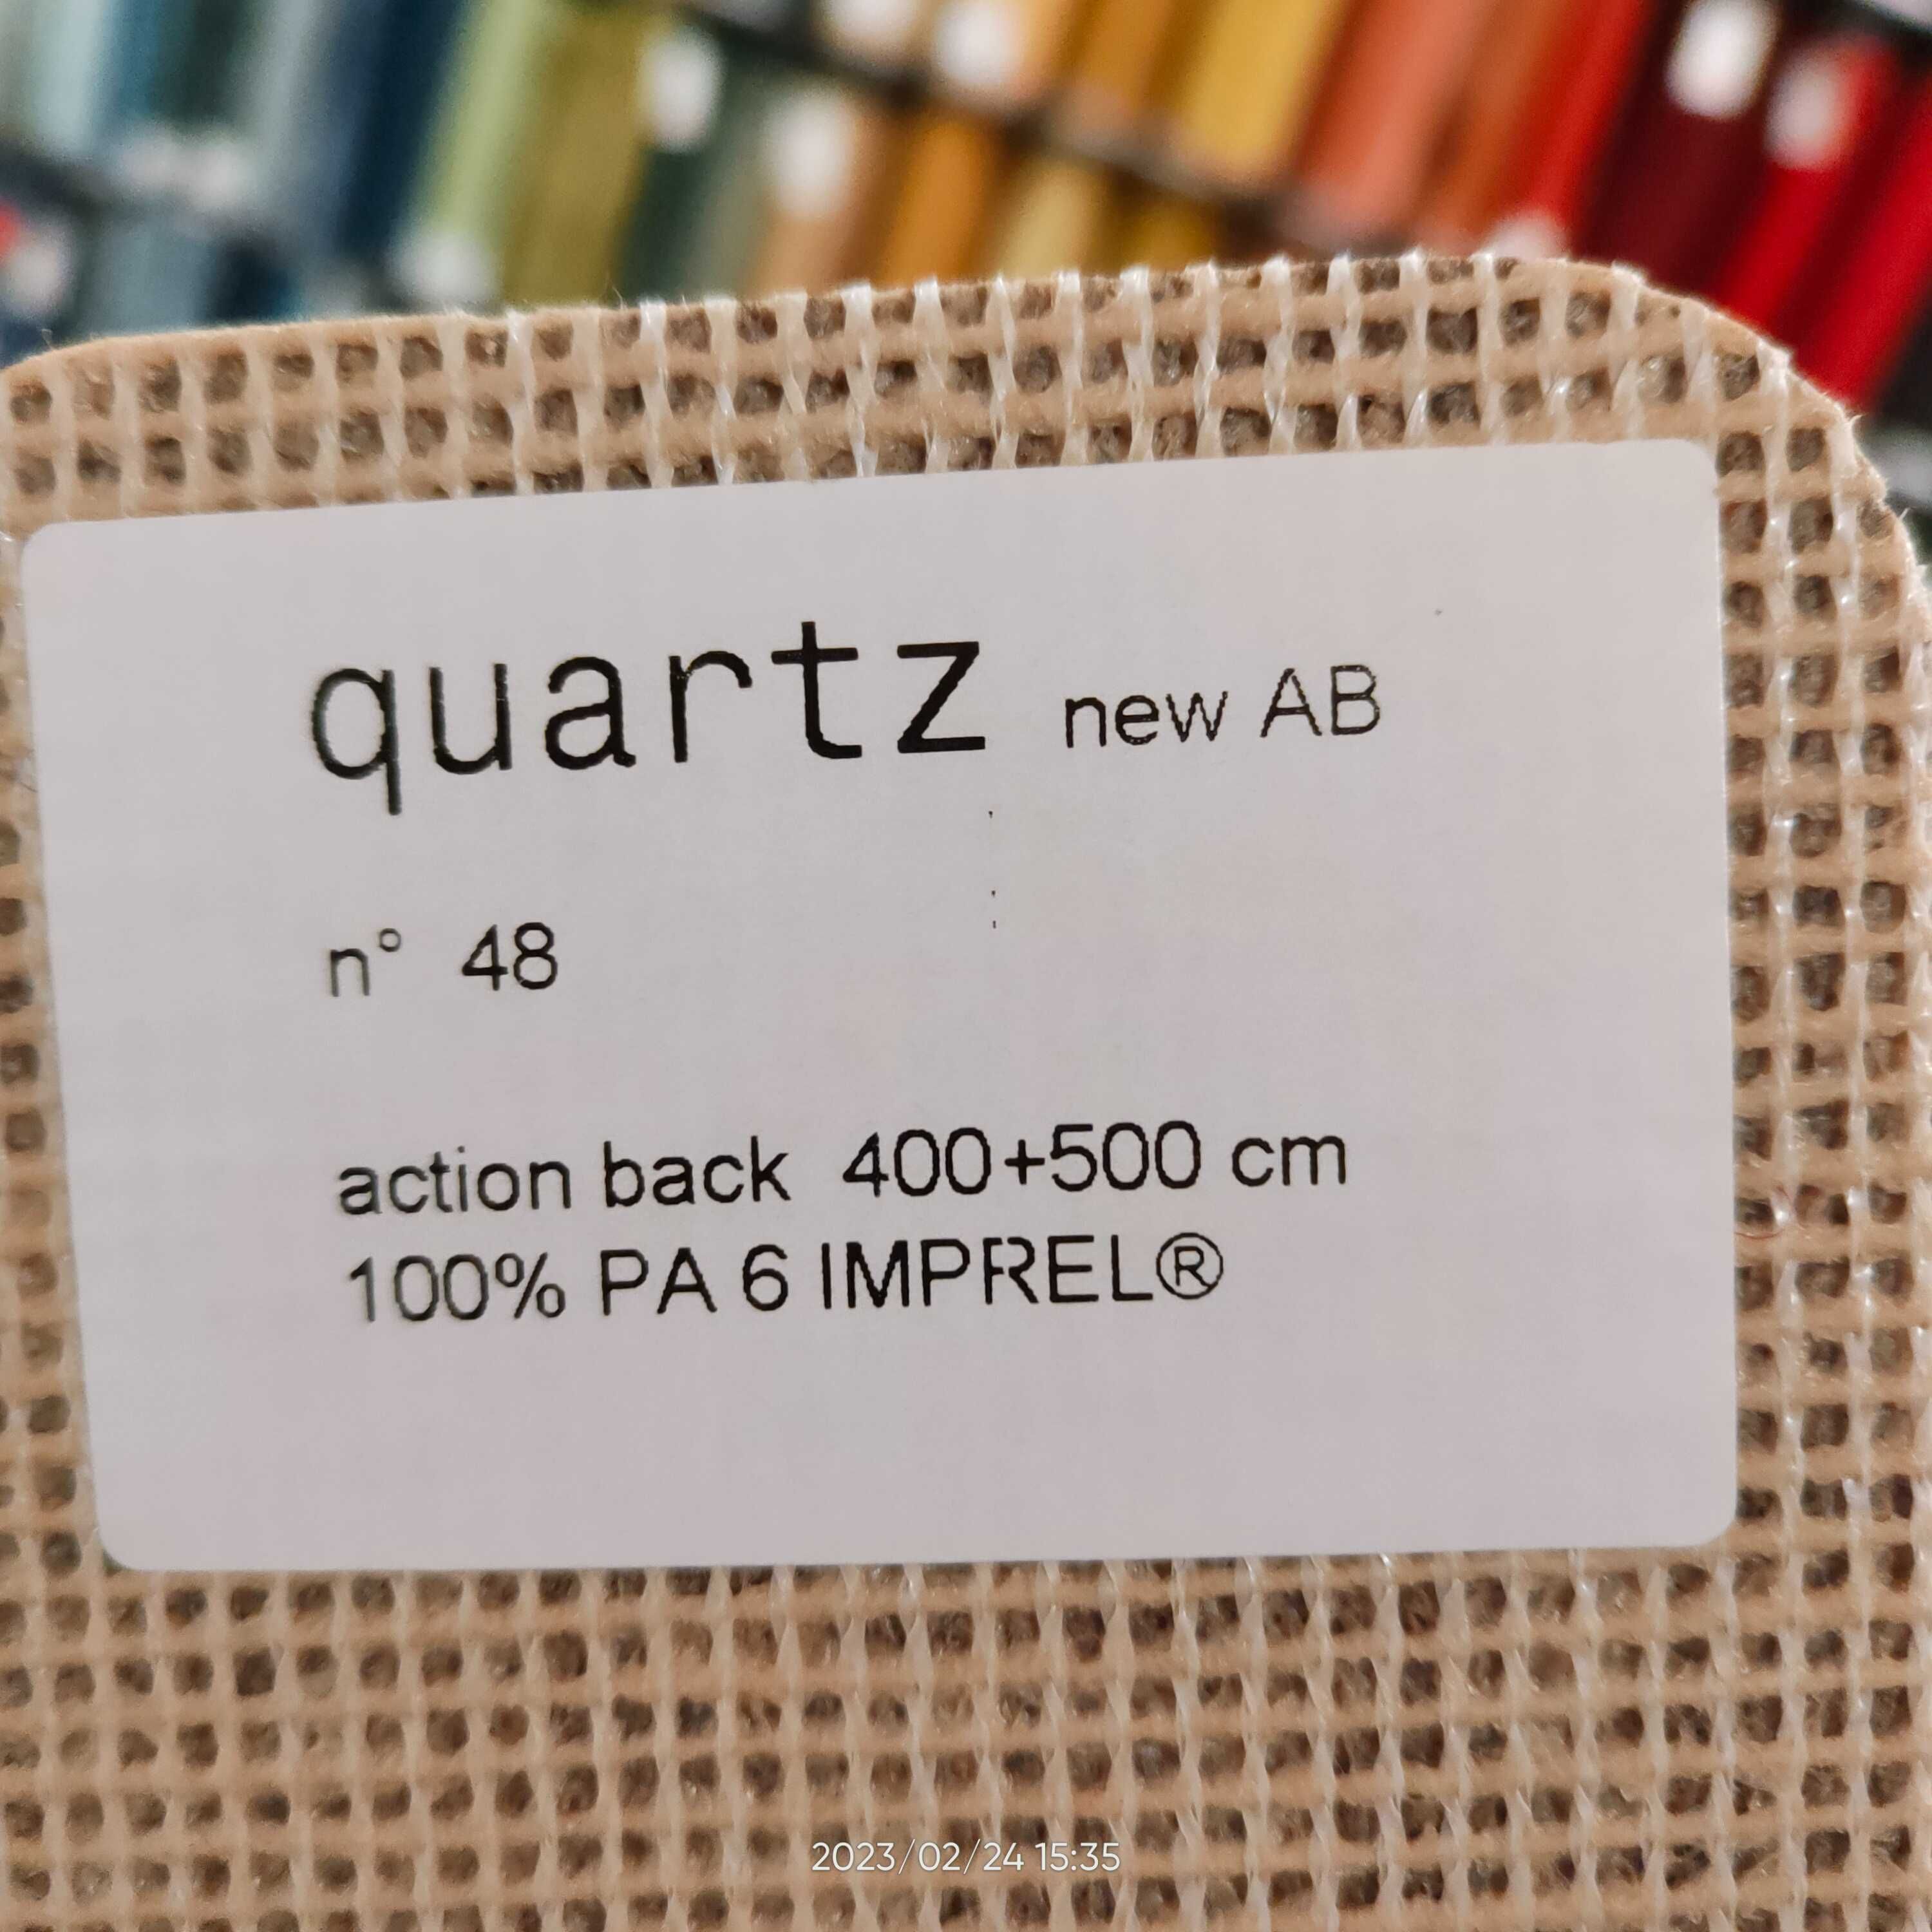 quartz new AB
n° 48
action back 400+500 cm
100% PA 6 IMPREL®
2023/02/24 15:35